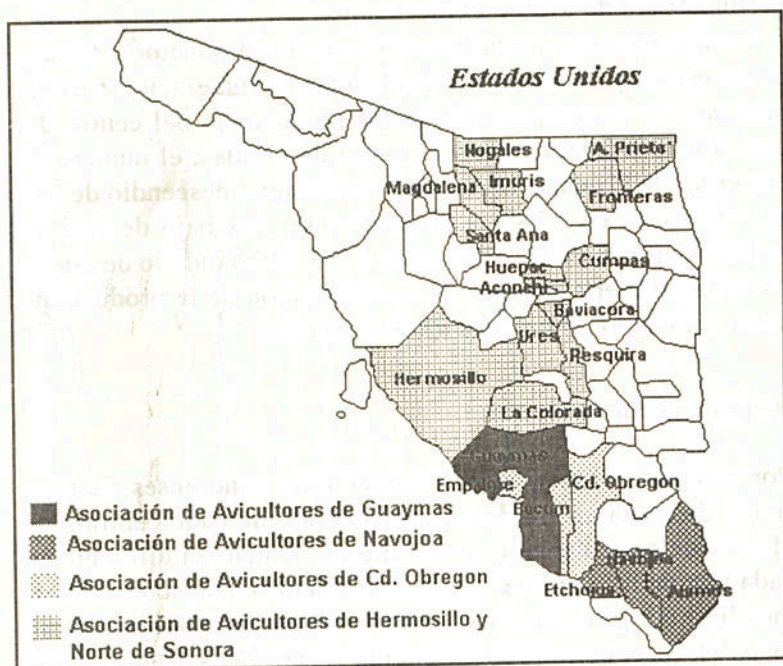 Estados Unidos
Nogales
A. Prieta
Imuris
Magdalena
Fronteras
Santa Ana
Cumpas
Huepac
Aconchi
Baviacora
Ures
Pesquira
Hermosillo
La Colorada
Guaymas
Empalme
Cd. Obregon
Bacum
Etchojoa
Alamos
Asociación de Avicultores de Guaymas
Asociación de Avicultores de Navojoa
Asociación de Avicultores de Cd. Obregon
Asociación de Avicultores de Hermosillo y
Norte de Sonora